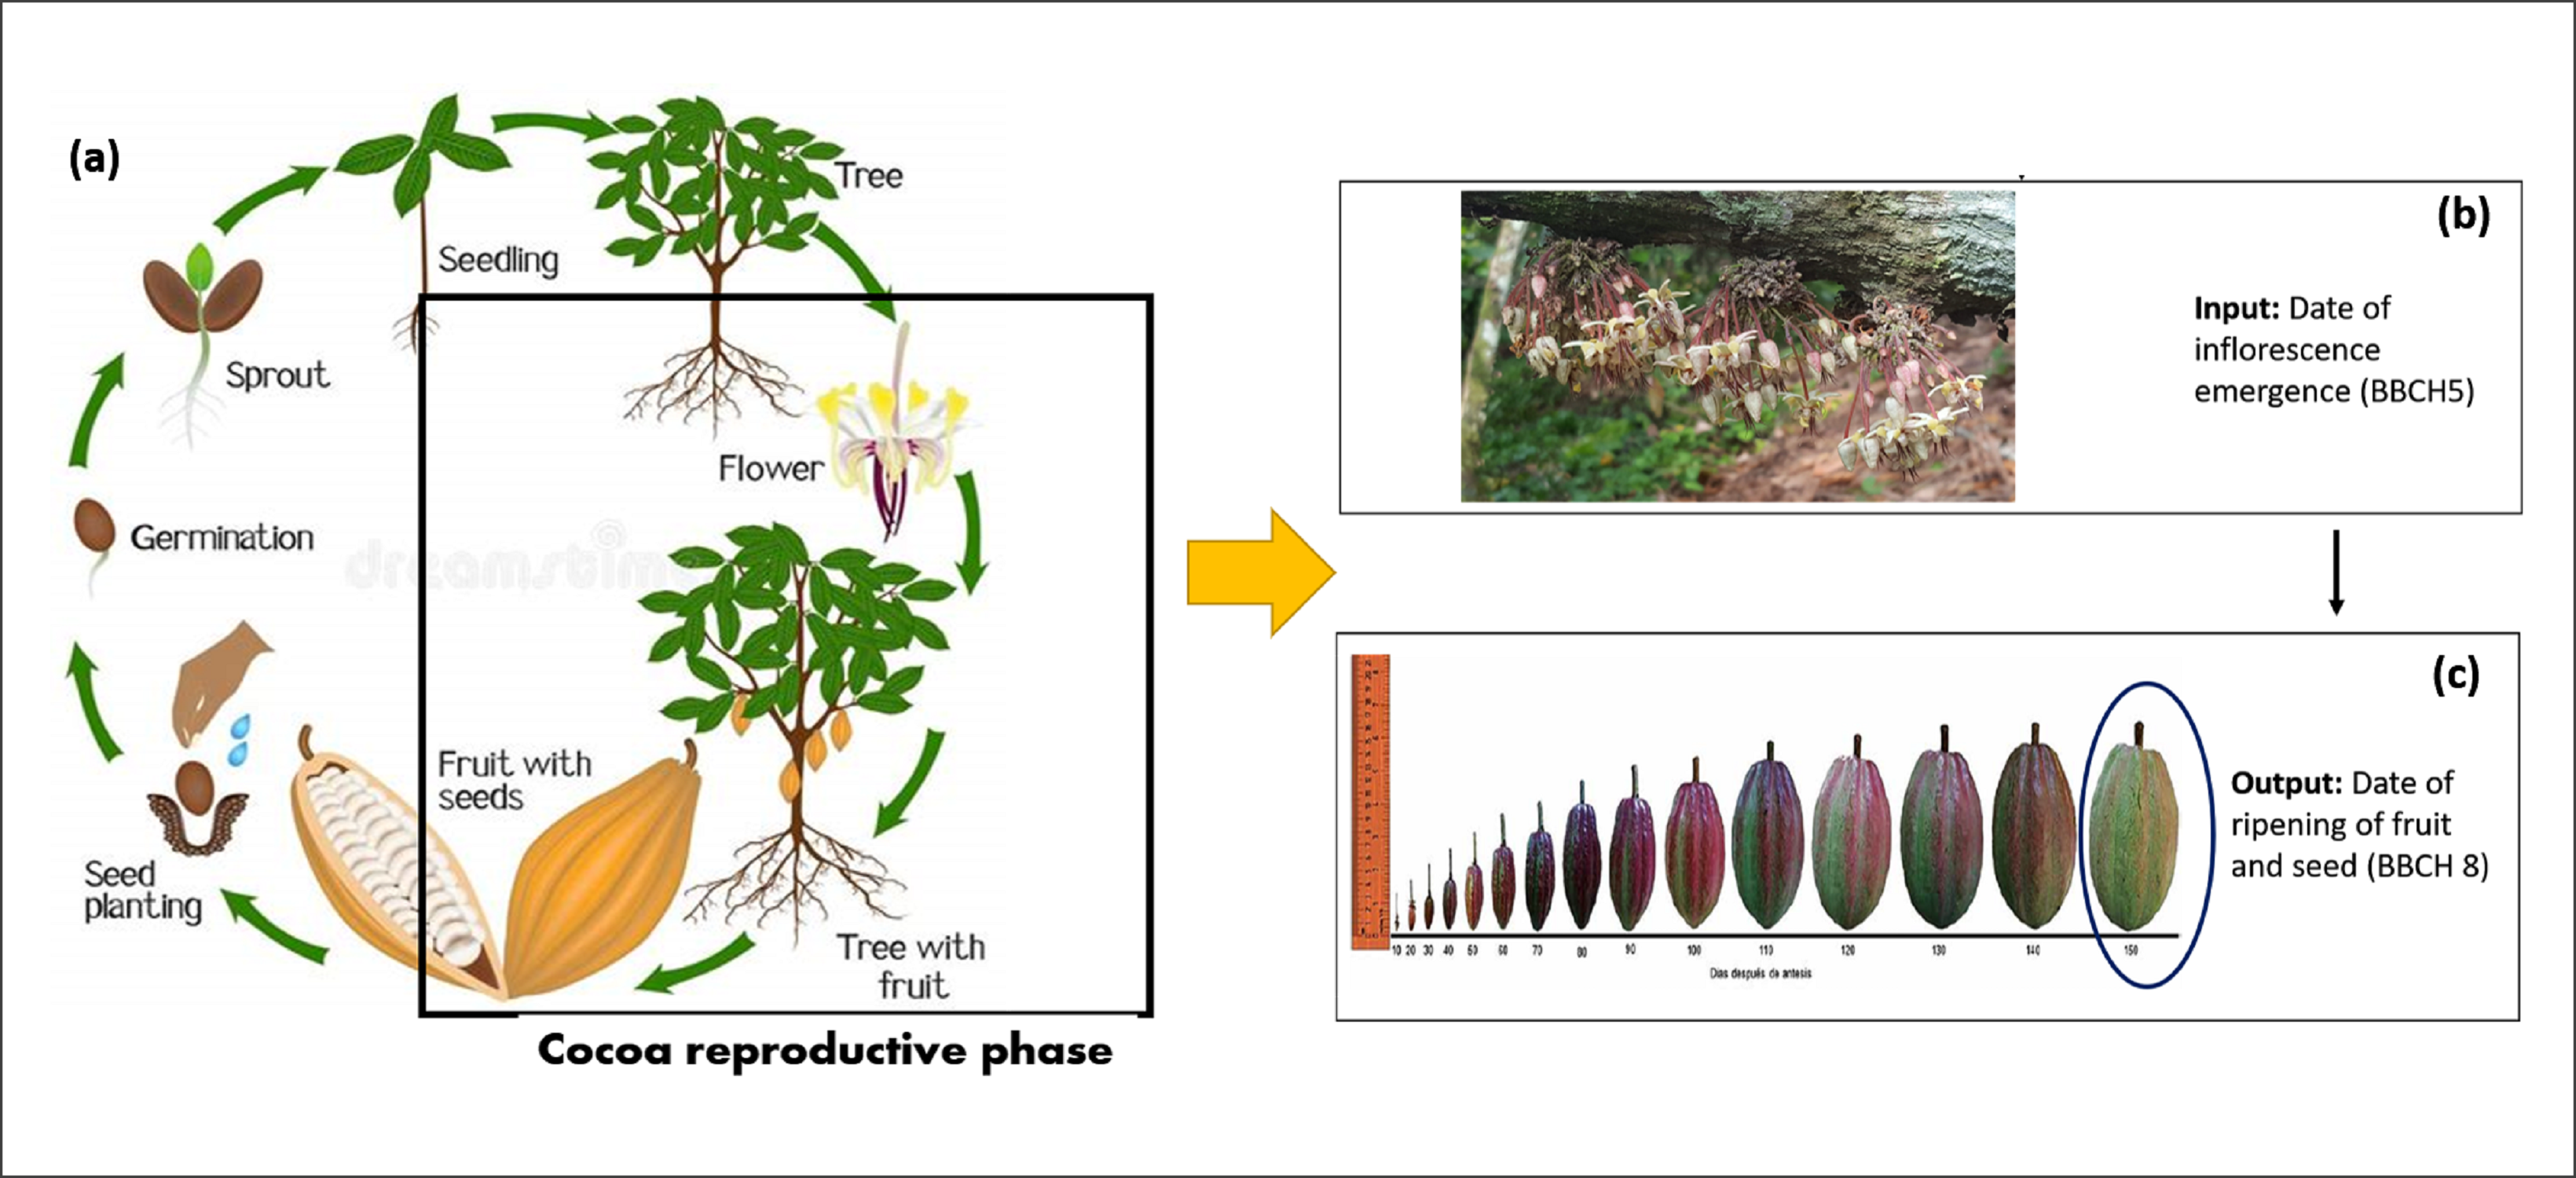 (a)
Tree
Seedling
Sprout
Flower
Germination
dreamstime
Fruit with
seeds
Seed
planting
Tree with
fruit
Cocoa reproductive phase
(b)
Input: Date of
inflorescence
emergence (BBCH5)
(c)
Output: Date of
ripening of fruit
and seed (BBCH 8)
10 20 30 40 50 60 70 80 90 100 110 120 130 140 150
Dias después de antesis